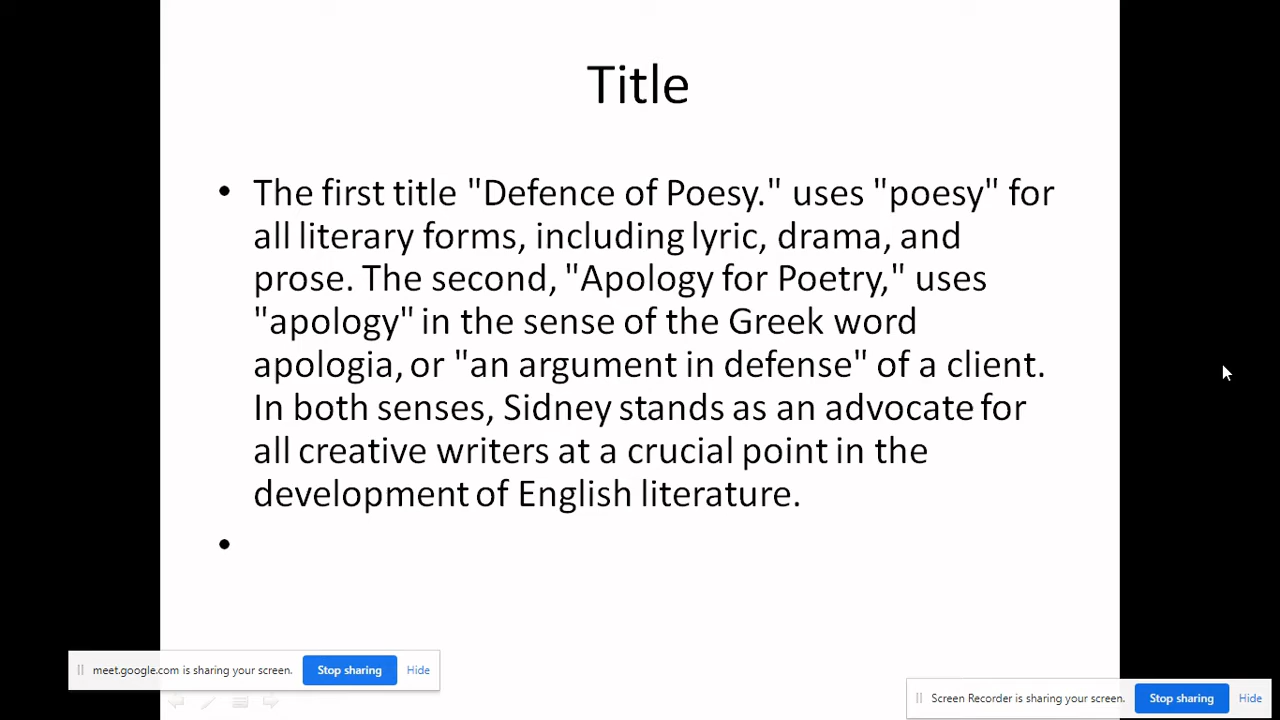 Title
• The first title "Defence of Poesy." uses "poesy" for
all literary forms, including lyric, drama, and
prose. The second, "Apology for Poetry," uses
"apology" in the sense of the Greek word
apologia, or "an argument in defense" of a client.
In both senses, Sidney stands as an advocate for
all creative writers at a crucial point in the
development of English literature.
•
meet.google.com is sharing your screen. Stop sharing Hide
Screen Recorder is sharing your screen. Stop sharing Hide